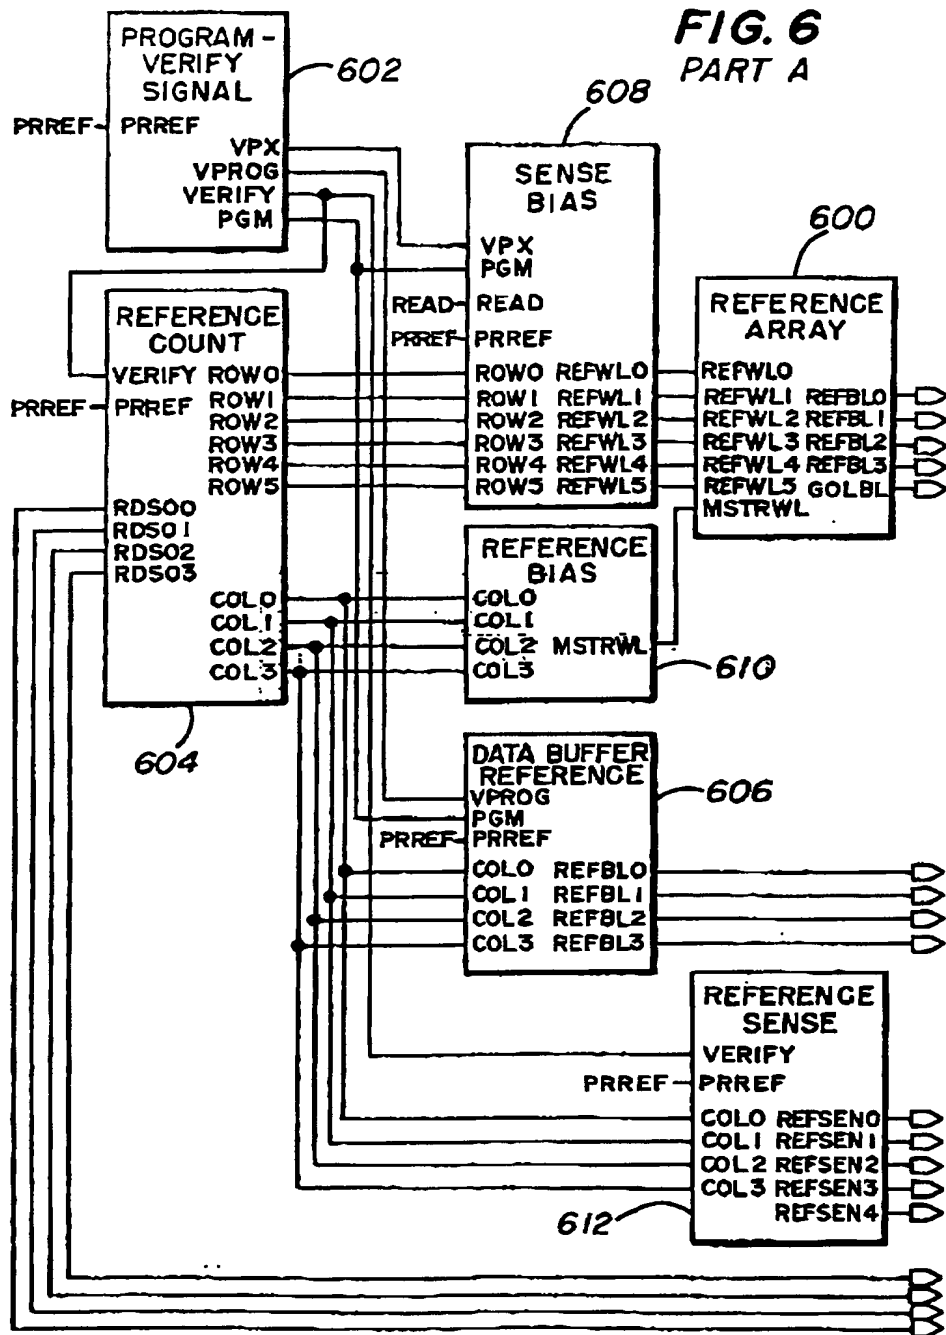 FIG. 6
PART A
PROGRAM-
VERIFY
SIGNAL
602
PRREF PRREF
VPX
VPROG
VERIFY
PGM
608
SENSE
BIAS
VPX
PGM
READ READ
PRREF PRREF
ROW0 REFWL0
ROW1 REFWL1
ROW2 REFWL2
ROW3 REFWL3
ROW4 REFWL4
ROW5 REFWL5
600
REFERENCE
ARRAY
REFWL0
REFWL1 REFBL0
REFWL2 REFBL1
REFWL3 REFBL2
REFWL4 REFBL3
REFWL5 GOLBL
MSTRWL
REFERENCE
COUNT
VERIFY ROW0
PRREF PRREF ROW1
ROW2
ROW3
ROW4
ROW5
RDS00
RDS01
RDS02
RDS03
COL0
COL1
COL2
COL3
604
REFERENCE
BIAS
COL0
COL1
COL2 MSTRWL
COL3
610
DATA BUFFER
REFERENCE
606
VPROG
PGM
PRREF PRREF
COL0 REFBL0
COL1 REFBL1
COL2 REFBL2
COL3 REFBL3
REFERENCE
SENSE
VERIFY
PRREF PRREF
COL0 REFSEN0
COL1 REFSEN1
COL2 REFSEN2
COL3 REFSEN3
REFSEN4
612